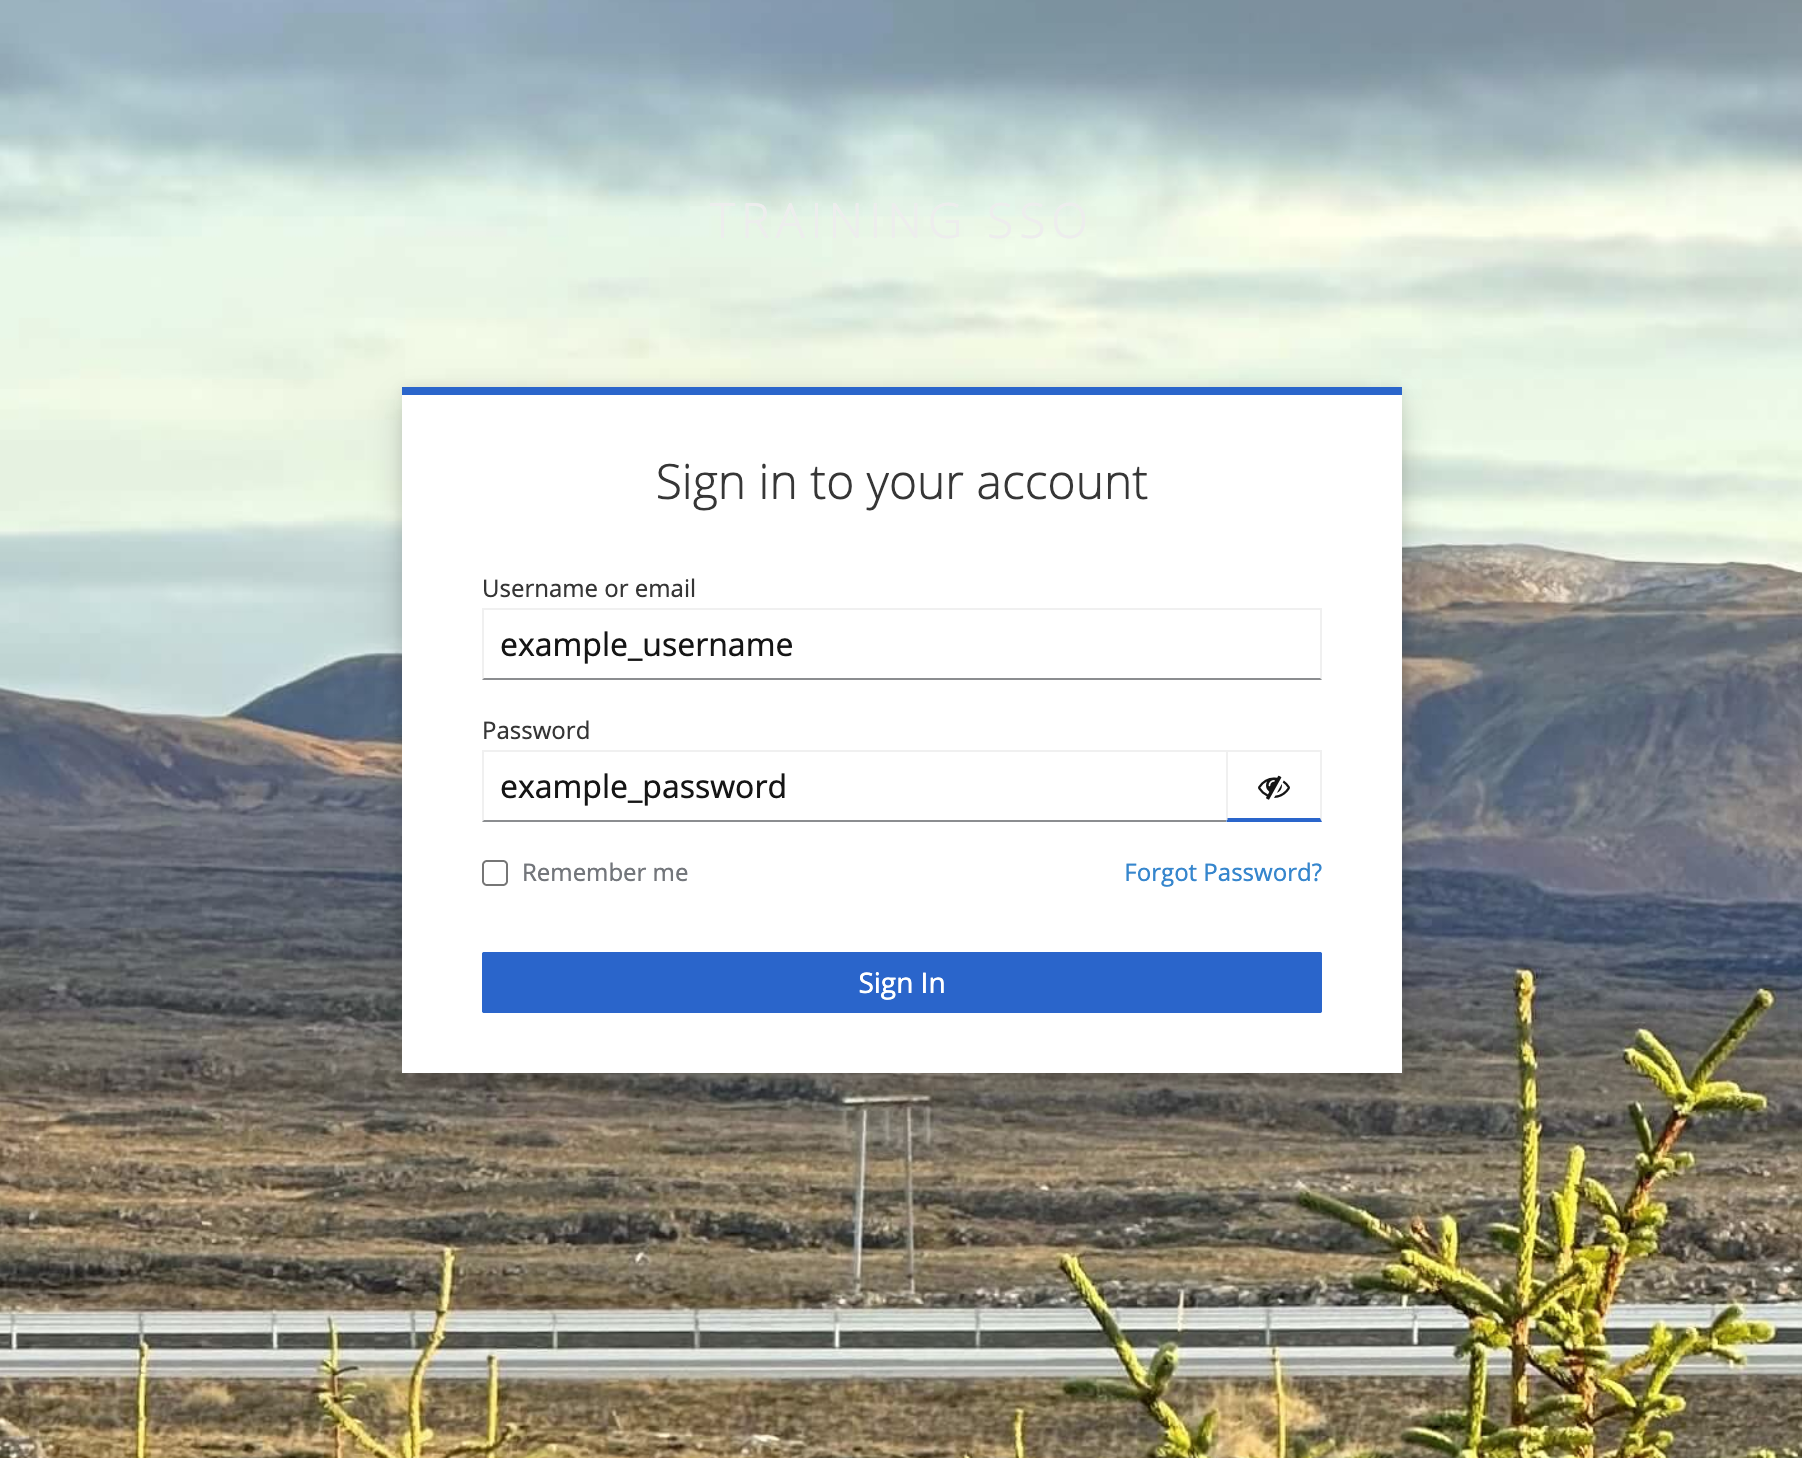 TRAINING SSO
Sign in to your account
Username or email
example_username
Password
example_password
Remember me
Forgot Password?
Sign In